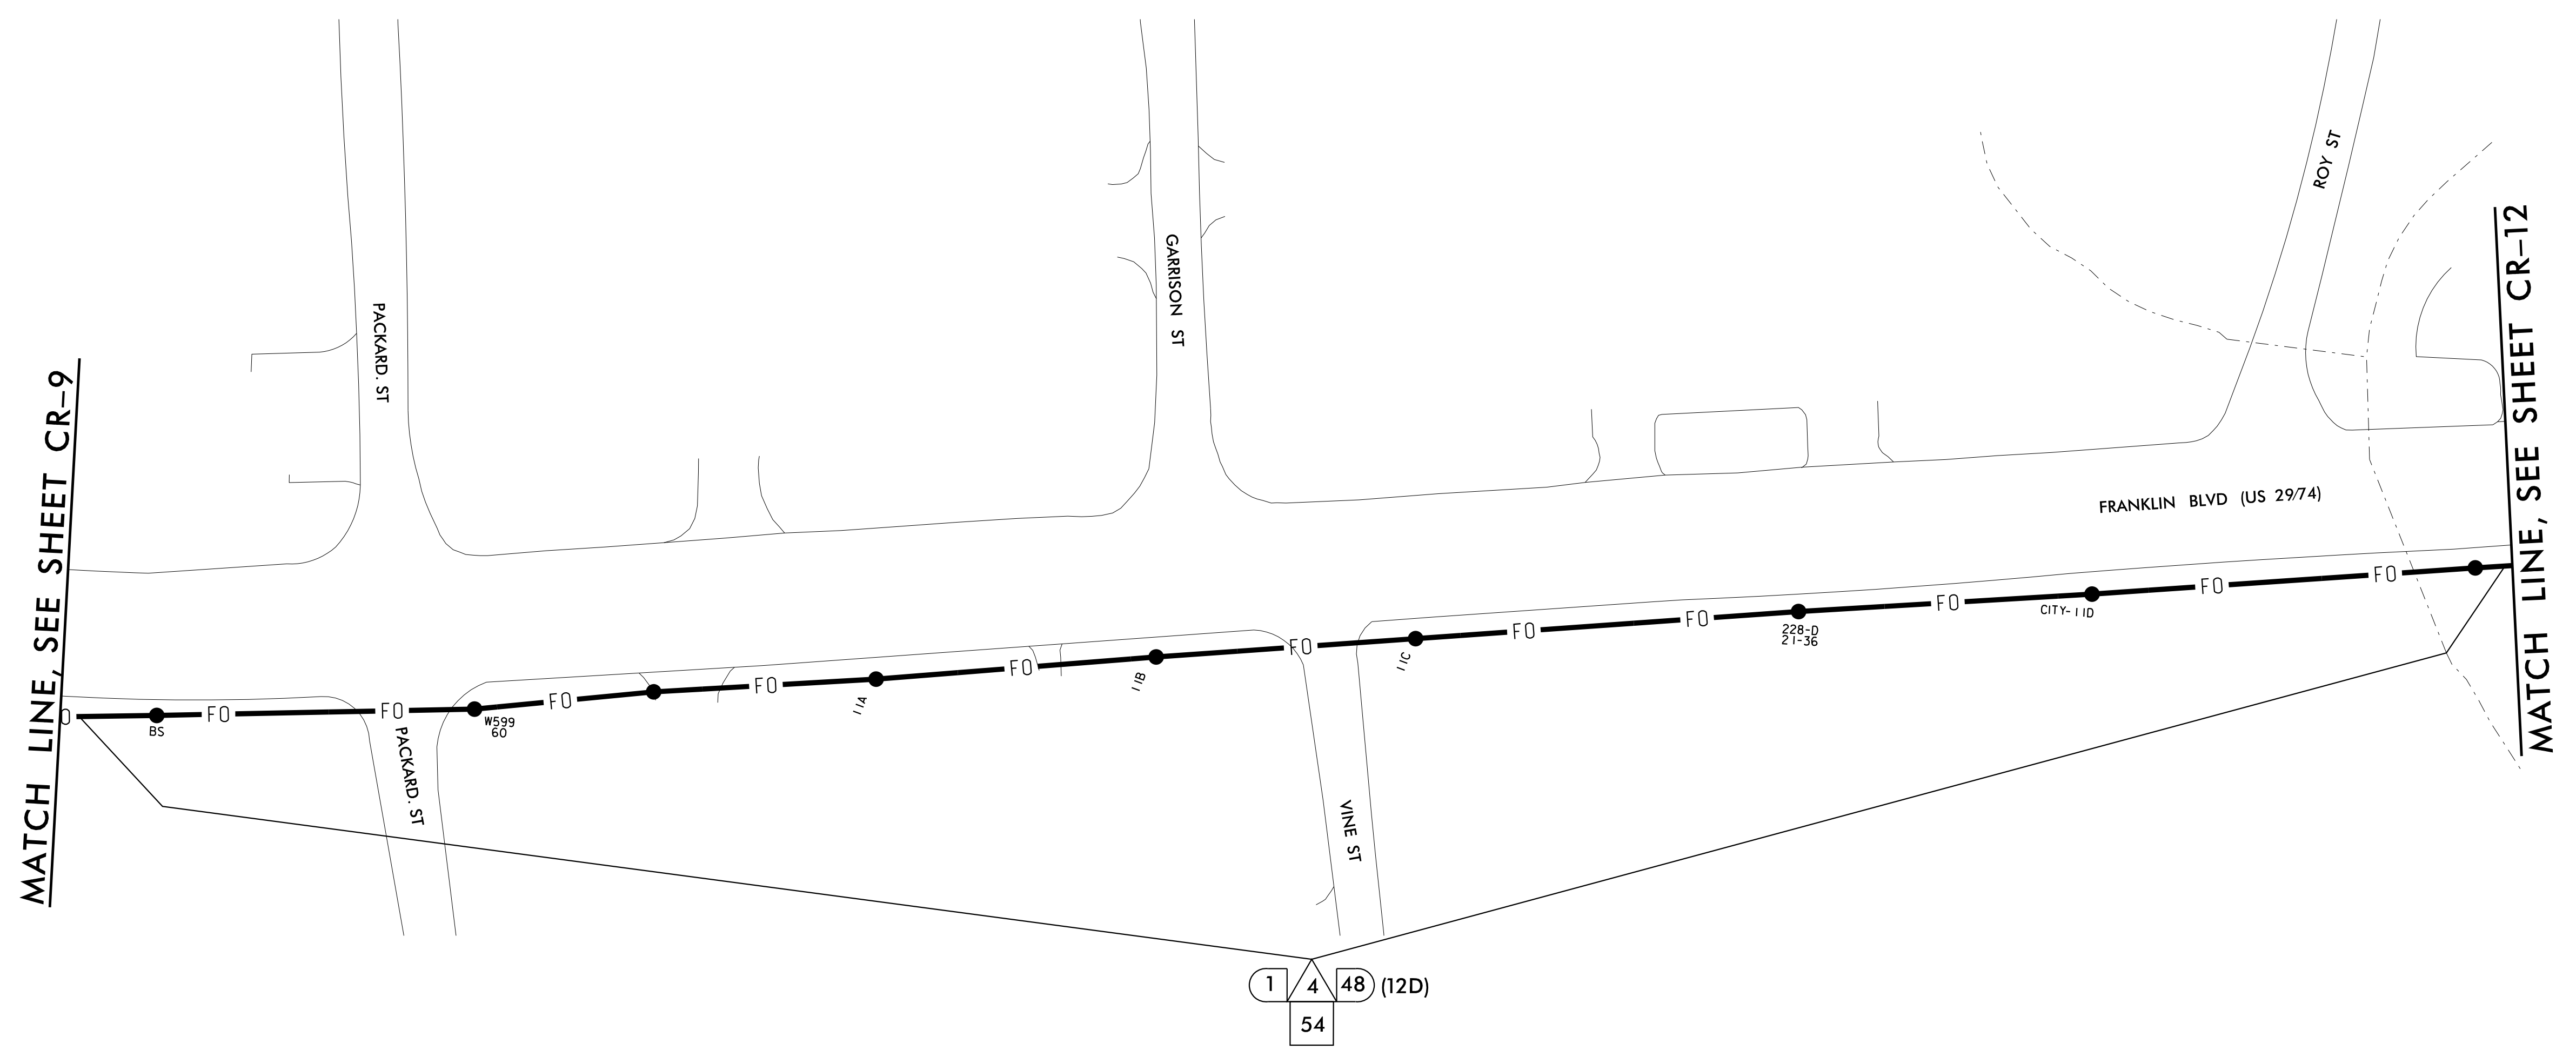 ROY ST
GARRISON ST
PACKARD. ST
MATCH LINE, SEE SHEET CR-9
MATCH LINE, SEE SHEET CR-12
FRANKLIN BLVD (US 29/74)
FO
FO
FO
CITY-11D
FO
FO
228-D
21-36
FO
FO
11C
FO
11B
FO
11A
FO
W599
60
FO
FO
O
BS
PACKARD. ST
VINE ST
1
4
48
(12D)
54